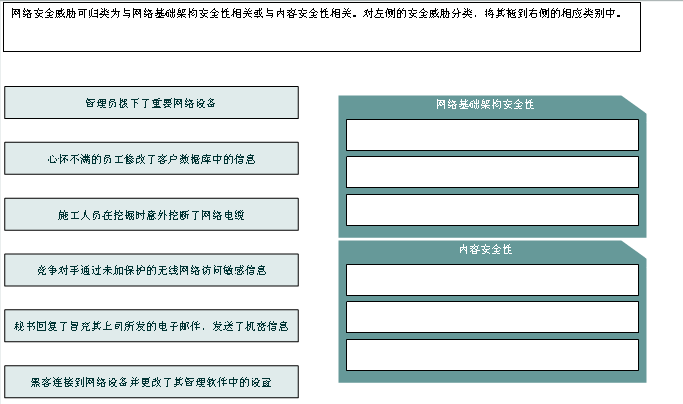 网络安全威胁可归类为与网络基础架构安全性相关或与内容安全性相关。对左侧的安全威胁分类，将其拖到右侧的相应类别中。
管理员拔下了重要网络设备
心怀不满的员工修改了客户数据库中的信息
施工人员在挖掘时意外挖断了网络电缆
竞争对手通过未加保护的无线网络访问敏感信息
秘书回复了冒充其上司所发的电子邮件，发送了机密信息
黑客连接到网络设备并更改了其管理软件中的设置
网络基础架构安全性
内容安全性